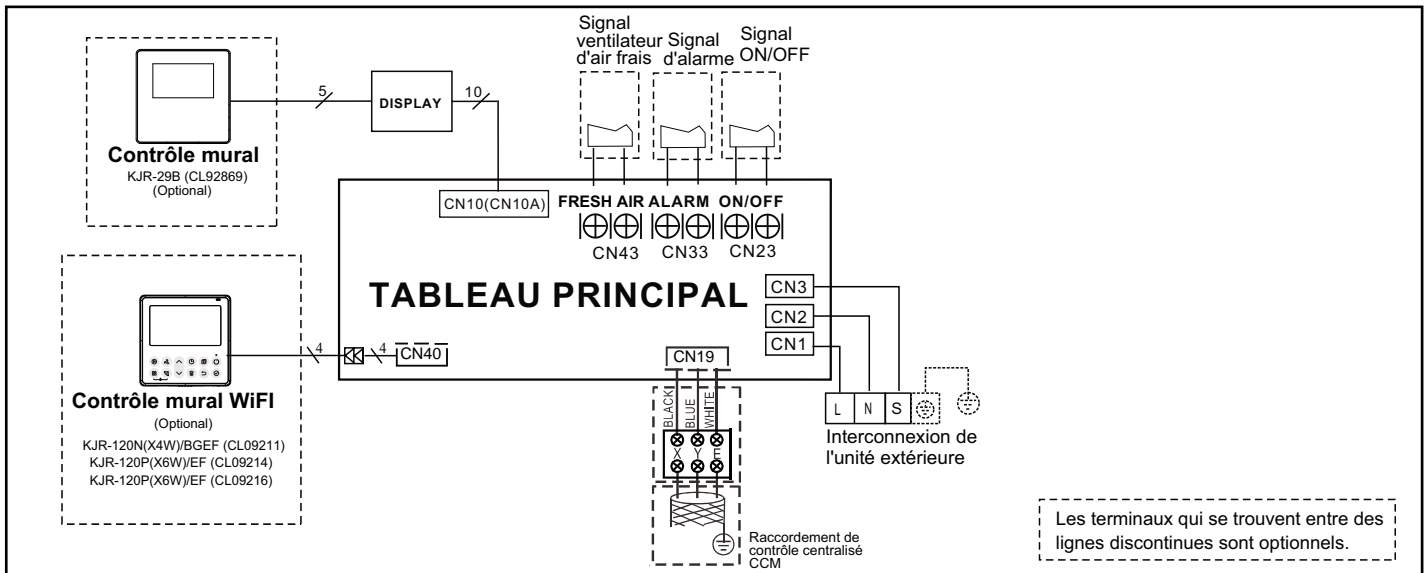 Signal
ventilateur
d'air frais
Signal
d'alarme
Signal
ON/OFF
5
DISPLAY
10
Contrôle mural
KJR-29B (CL92869)
(Optional)
CN10(CN10A)
FRESH AIR ALARM ON/OFF
CN43
CN33
CN23
TABLEAU PRINCIPAL
CN3
CN2
CN1
4
4
CN40
CN19
Contrôle mural WiFI
(Optional)
KJR-120N(X4W)/BGEF (CL09211)
KJR-120P(X6W)/EF (CL09214)
KJR-120P(X6W)/EF (CL09216)
BLACK
BLUE
WHITE
X Y E
L N S
Interconnexion de
l'unité extérieure
Raccordement de
contrôle centralisé
CCM
Les terminaux qui se trouvent entre des
lignes discontinues sont optionnels.